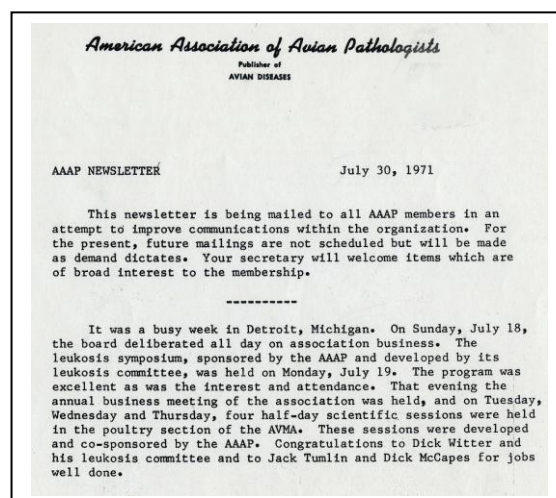 American Association of Avian Pathologists
Publisher of
AVIAN DISEASES
AAAP NEWSLETTER July 30, 1971
This newsletter is being mailed to all AAAP members in an
attempt to improve communications within the organization. For
the present, future mailings are not scheduled but will be made
as demand dictates. Your secretary will welcome items which are
of broad interest to the membership.
----------
It was a busy week in Detroit, Michigan. On Sunday, July 18,
the board deliberated all day on association business. The
leukosis symposium, sponsored by the AAAP and developed by its
leukosis committee, was held on Monday, July 19. The program was
excellent as was the interest and attendance. That evening the
annual business meeting of the association was held, and on Tuesday,
Wednesday and Thursday, four half-day scientific sessions were held
in the poultry section of the AVMA. These sessions were developed
and co-sponsored by the AAAP. Congratulations to Dick Witter and
his leukosis committee and to Jack Tumlin and Dick McCapes for jobs
well done.